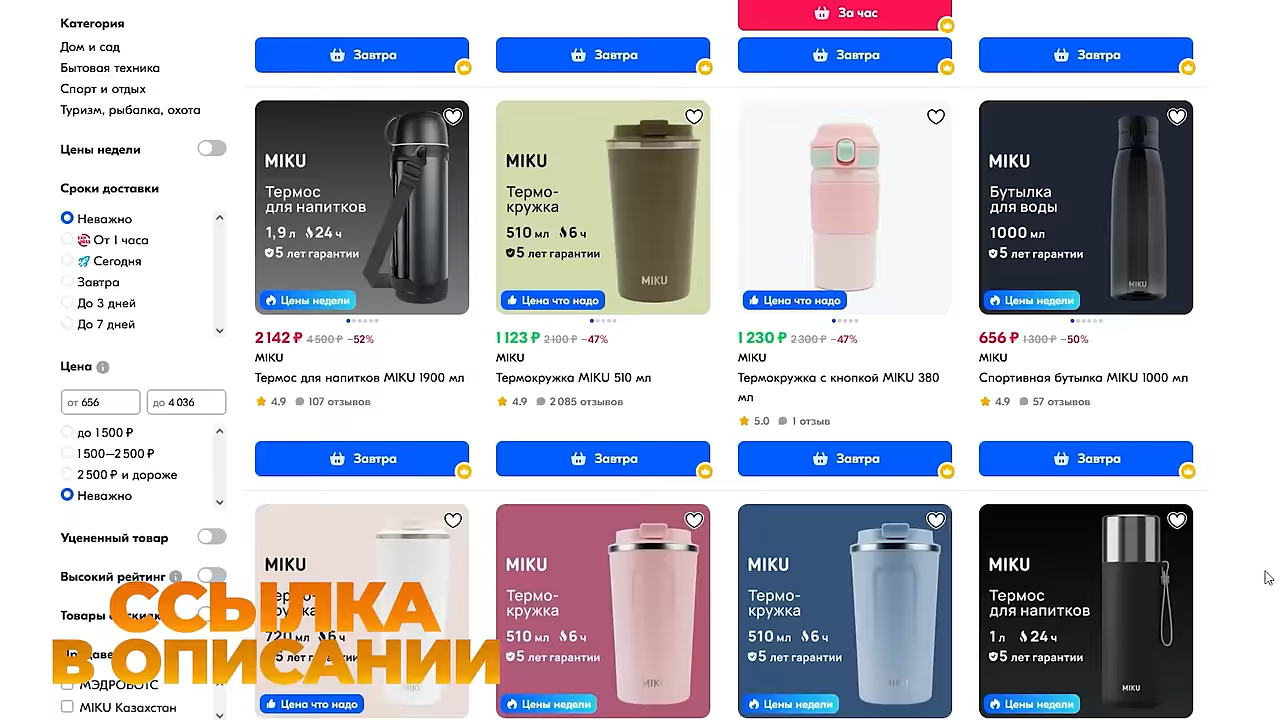 За час
Категория
Дом и сад
Бытовая техника
Спорт и отдых
Туризм, рыбалка, охота
Цены недели
Сроки доставки
Неважно
От 1 часа
Сегодня
Завтра
До 3 дней
До 7 дней
Цена
от 656
до 4 036
до 1 500 ₽
1 500–2 500 ₽
2 500 ₽ и дороже
Неважно
Уцененный товар
Высокий рейтинг
МЭДРОБОТС
MIKU Казахстан
Завтра
Завтра
Завтра
Завтра
MIKU
Термос
для напитков
1,9 л 24 ч
5 лет гарантии
Цены недели
2 142 ₽ 4 500 ₽ −52%
MIKU
Термос для напитков MIKU 1900 мл
4.9 107 отзывов
Завтра
MIKU
Термо-
кружка
510 мл 6 ч
5 лет гарантии
MIKU
Цена что надо
1 123 ₽ 2 100 ₽ −47%
MIKU
Термокружка MIKU 510 мл
4.9 2 085 отзывов
Завтра
Цена что надо
1 230 ₽ 2 300 ₽ −47%
MIKU
Термокружка с кнопкой MIKU 380
мл
5.0 1 отзыв
Завтра
MIKU
Бутылка
для воды
1000 мл
5 лет гарантии
MIKU
Цены недели
656 ₽ 1 300 ₽ −50%
MIKU
Спортивная бутылка MIKU 1000 мл
4.9 57 отзывов
Завтра
MIKU
720 мл 6 ч
5 лет гарантии
MIKU
Цена что надо
MIKU
Термо-
кружка
510 мл 6 ч
5 лет гарантии
MIKU
Цены недели
MIKU
Термо-
кружка
510 мл 6 ч
5 лет гарантии
MIKU
Цены недели
MIKU
Термос
для напитков
1 л 24 ч
5 лет гарантии
MIKU
Цены недели
ССЫЛКА
В ОПИСАНИИ